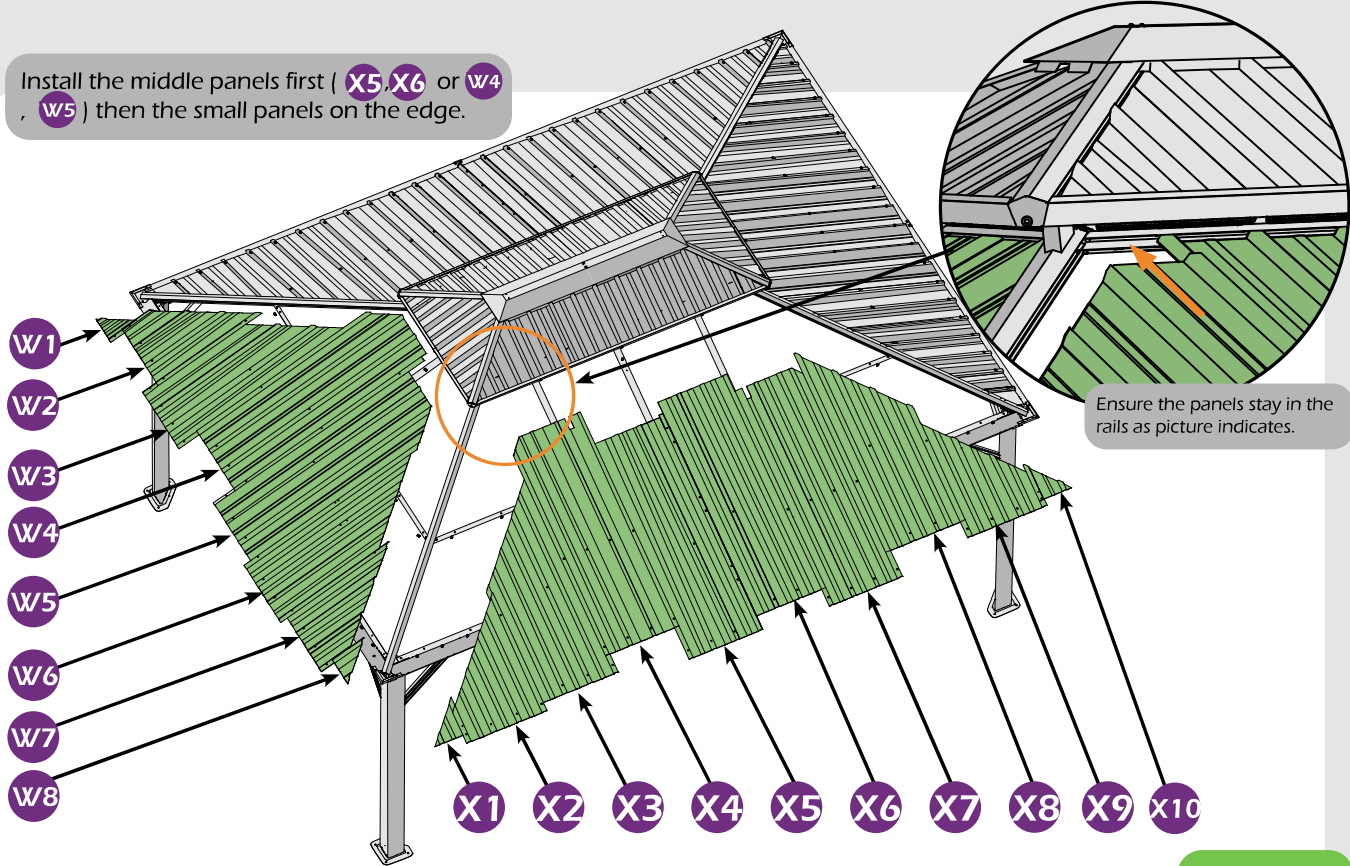 Install the middle panels first ( X5,X6 or W4
, W5 ) then the small panels on the edge.
Ensure the panels stay in the
rails as picture indicates.
W1
W2
W3
W4
W5
W6
W7
W8
X1 X2 X3 X4 X5 X6 X7 X8 X9 X10